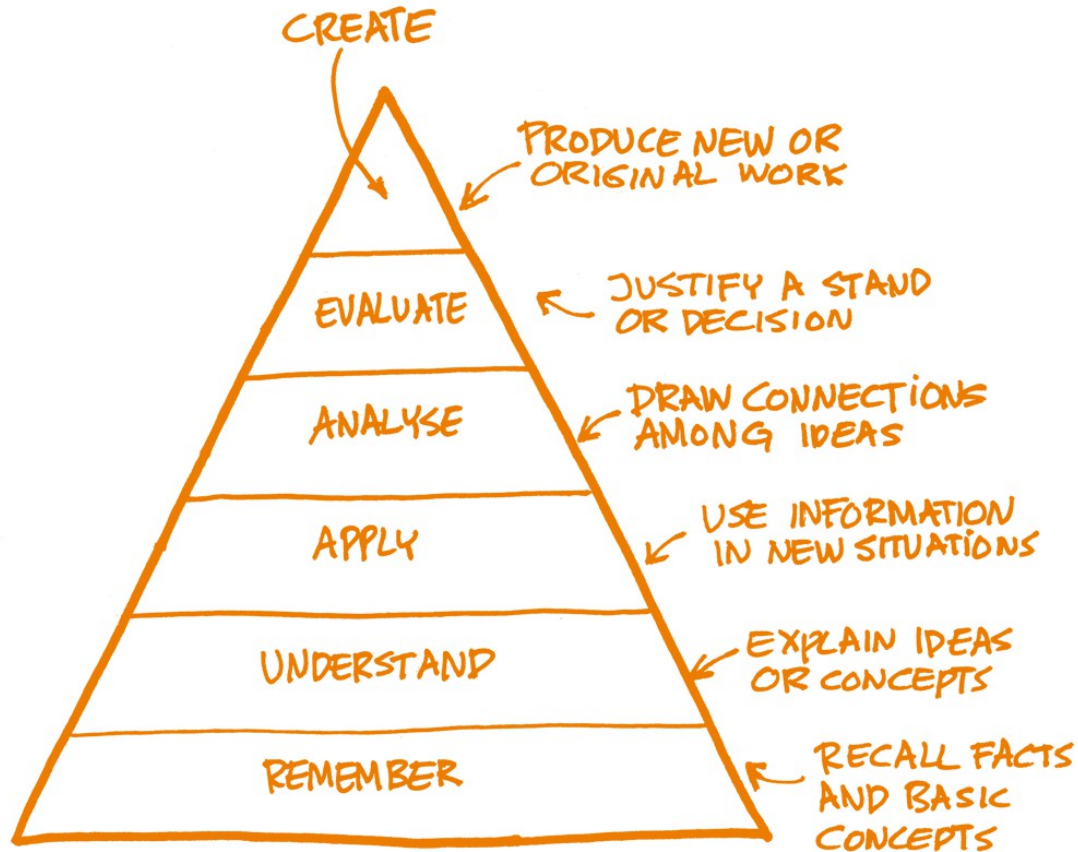 CREATE
PRODUCE NEW OR
ORIGINAL WORK
EVALUATE
JUSTIFY A STAND
OR DECISION
ANALYSE
DRAW CONNECTIONS
AMONG IDEAS
APPLY
USE INFORMATION
IN NEW SITUATIONS
UNDERSTAND
EXPLAIN IDEAS
OR CONCEPTS
REMEMBER
RECALL FACTS
AND BASIC
CONCEPTS